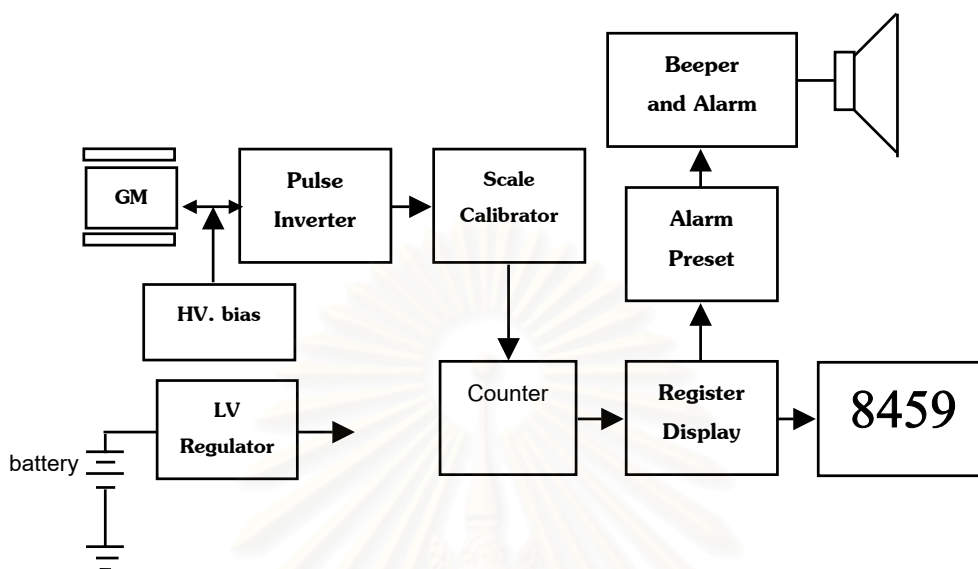 Beeper
and Alarm
GM
Pulse
Inverter
Scale
Calibrator
Alarm
Preset
HV. bias
LV
Regulator
battery
Counter
Register
Display
8459